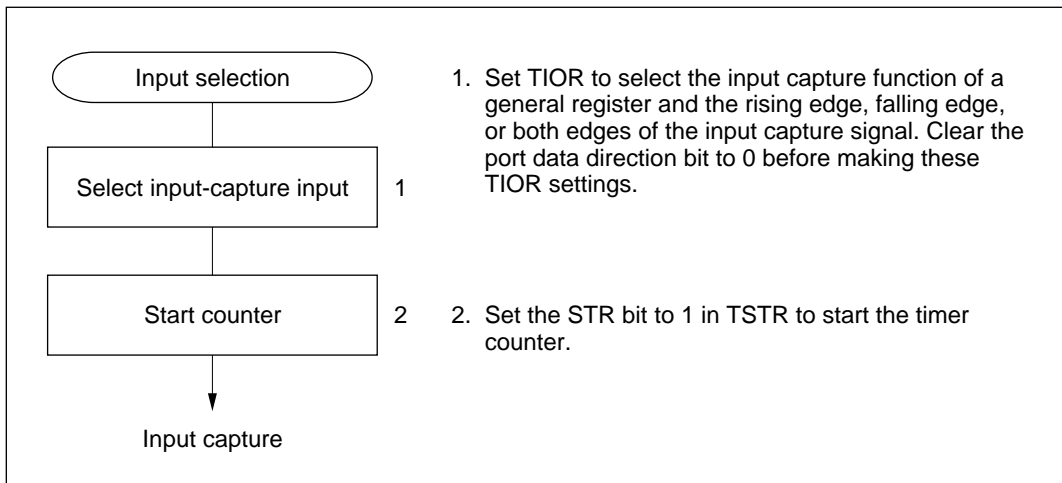 Input selection
Select input-capture input 1
Start counter 2
Input capture
1. Set TIOR to select the input capture function of a
general register and the rising edge, falling edge,
or both edges of the input capture signal. Clear the
port data direction bit to 0 before making these
TIOR settings.
2. Set the STR bit to 1 in TSTR to start the timer
counter.